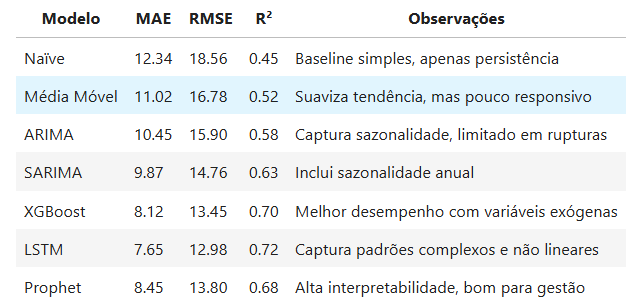 Modelo MAE RMSE R² Observações
Naïve 12.34 18.56 0.45 Baseline simples, apenas persistência
Média Móvel 11.02 16.78 0.52 Suaviza tendência, mas pouco responsivo
ARIMA 10.45 15.90 0.58 Captura sazonalidade, limitado em rupturas
SARIMA 9.87 14.76 0.63 Inclui sazonalidade anual
XGBoost 8.12 13.45 0.70 Melhor desempenho com variáveis exógenas
LSTM 7.65 12.98 0.72 Captura padrões complexos e não lineares
Prophet 8.45 13.80 0.68 Alta interpretabilidade, bom para gestão